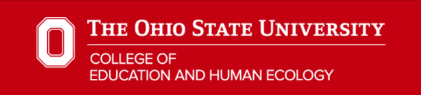 THE OHIO STATE UNIVERSITY
COLLEGE OF
EDUCATION AND HUMAN ECOLOGY